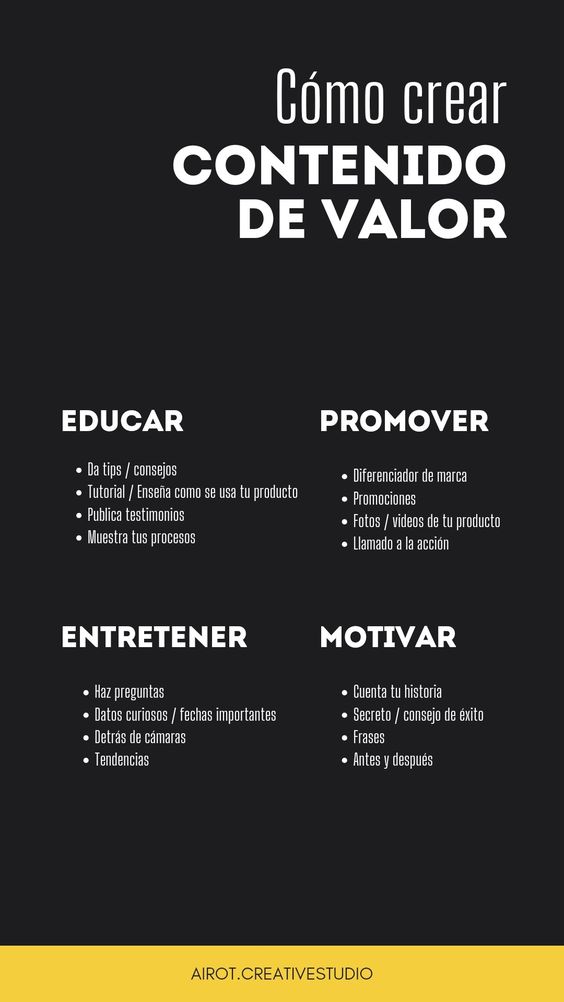 Cómo crear
CONTENIDO
DE VALOR
EDUCAR
• Da tips / consejos
• Tutorial / Enseña como se usa tu producto
• Publica testimonios
• Muestra tus procesos
PROMOVER
• Diferenciador de marca
• Promociones
• Fotos / videos de tu producto
• Llamado a la acción
ENTRETENER
• Haz preguntas
• Datos curiosos / fechas importantes
• Detrás de cámaras
• Tendencias
MOTIVAR
• Cuenta tu historia
• Secreto / consejo de éxito
• Frases
• Antes y después
AIROT.CREATIVESTUDIO